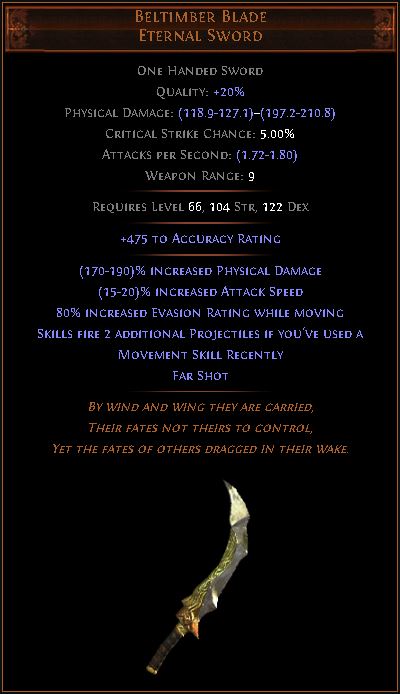 Beltimber Blade
Eternal Sword
One Handed Sword
Quality: +20%
Physical Damage: (118.9-127.1)–(197.2-210.8)
Critical Strike Chance: 5.00%
Attacks per Second: (1.72-1.80)
Weapon Range: 9
Requires Level 66, 104 Str, 122 Dex
+475 to Accuracy Rating
(170-190)% increased Physical Damage
(15-20)% increased Attack Speed
80% increased Evasion Rating while moving
Skills fire 2 additional Projectiles if you've used a
Movement Skill Recently
Far Shot
By wind and wing they are carried,
Their fates not theirs to control,
Yet the fates of others dragged in their wake.